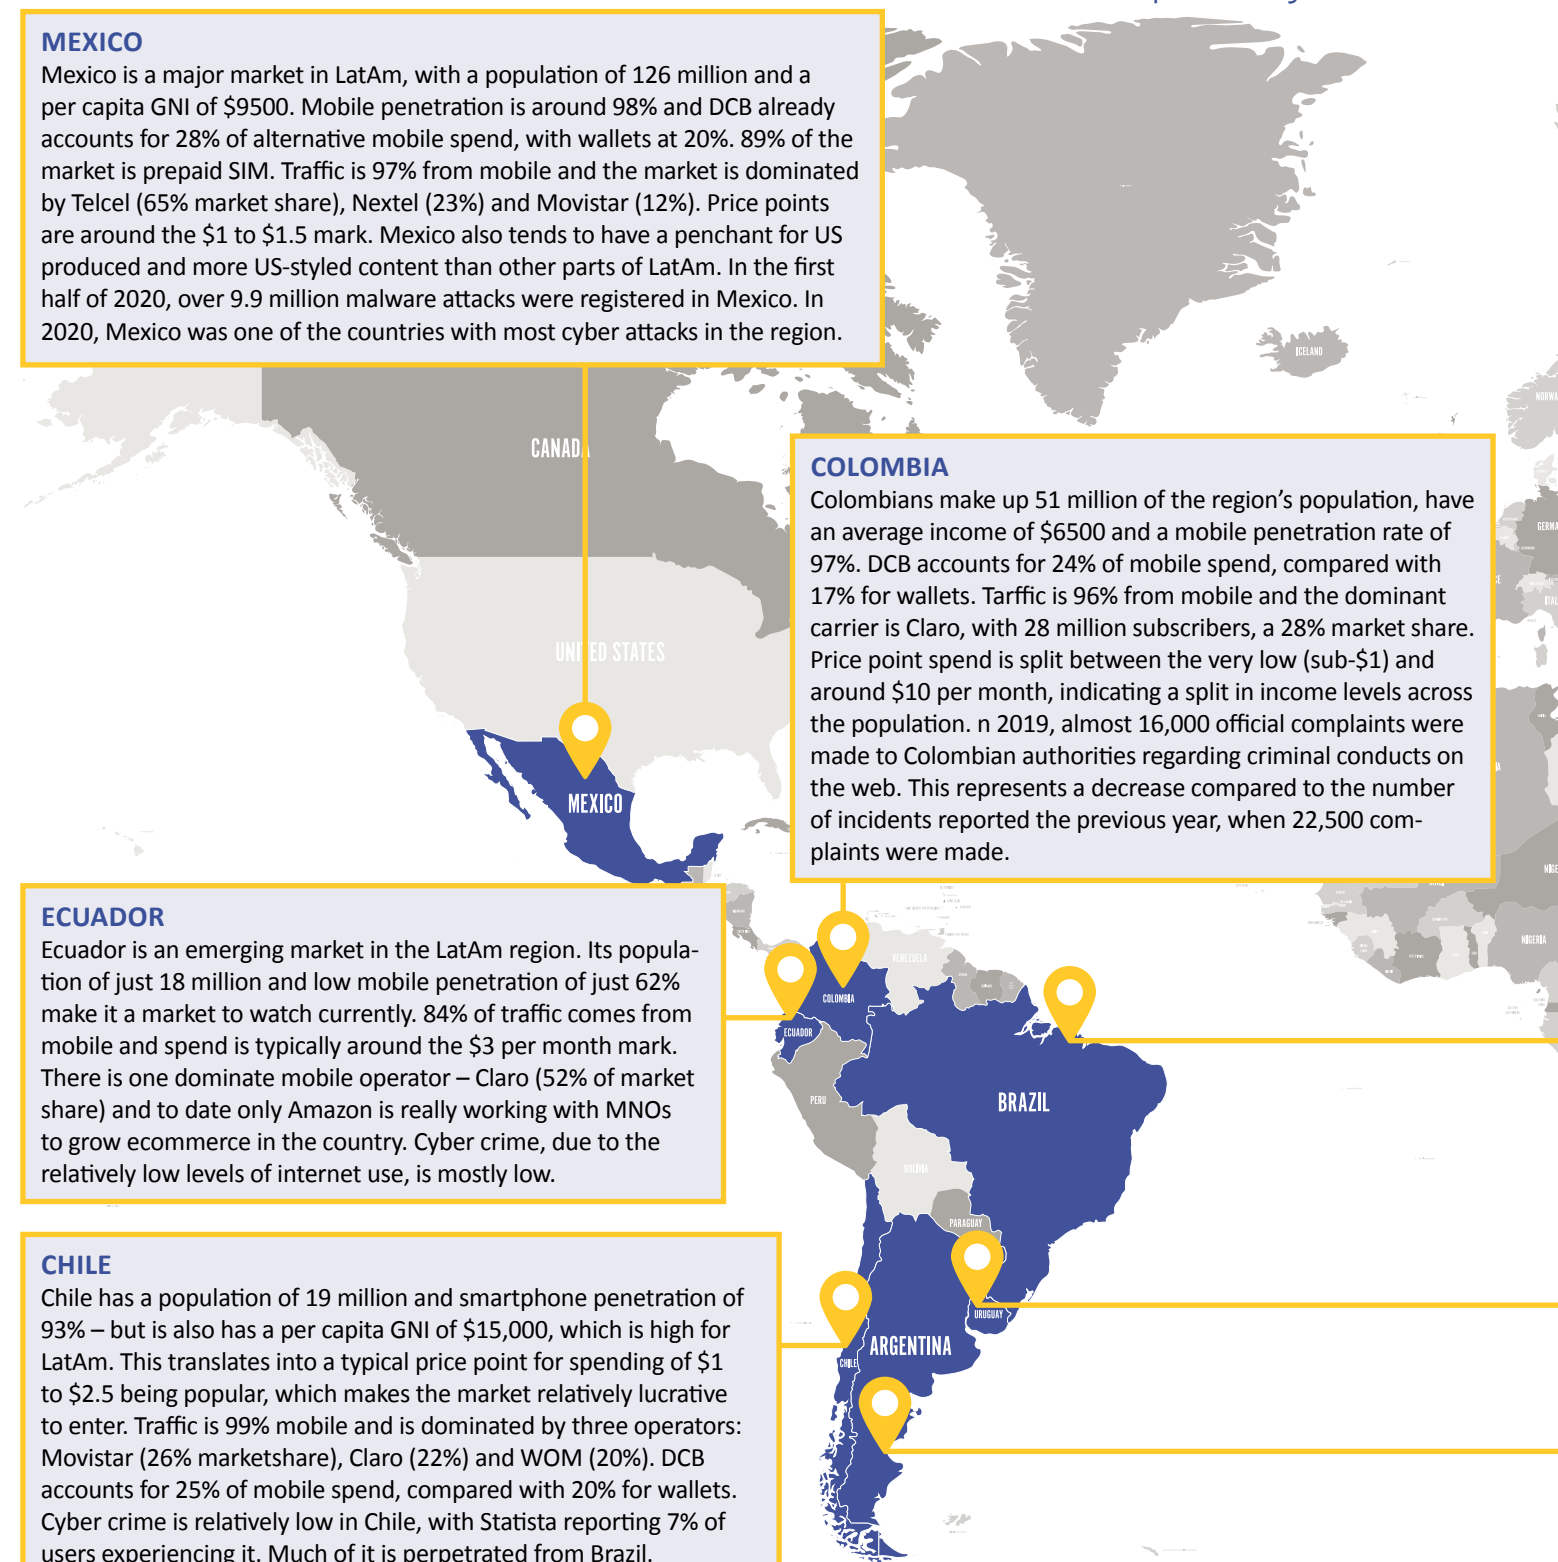 MEXICO
Mexico is a major market in LatAm, with a population of 126 million and a
per capita GNI of $9500. Mobile penetration is around 98% and DCB already
accounts for 28% of alternative mobile spend, with wallets at 20%. 89% of the
market is prepaid SIM. Traffic is 97% from mobile and the market is dominated
by Telcel (65% market share), Nextel (23%) and Movistar (12%). Price points
are around the $1 to $1.5 mark. Mexico also tends to have a penchant for US
produced and more US-styled content than other parts of LatAm. In the first
half of 2020, over 9.9 million malware attacks were registered in Mexico. In
2020, Mexico was one of the countries with most cyber attacks in the region.
ICELAND
CANADA
COLOMBIA
Colombians make up 51 million of the region's population, have
an average income of $6500 and a mobile penetration rate of
97%. DCB accounts for 24% of mobile spend, compared with
17% for wallets. Tarffic is 96% from mobile and the dominant
carrier is Claro, with 28 million subscribers, a 28% market share.
Price point spend is split between the very low (sub-$1) and
around $10 per month, indicating a split in income levels across
the population. n 2019, almost 16,000 official complaints were
made to Colombian authorities regarding criminal conducts on
the web. This represents a decrease compared to the number
of incidents reported the previous year, when 22,500 com-
plaints were made.
UNITED STATES
MEXICO
ECUADOR
Ecuador is an emerging market in the LatAm region. Its popula-
tion of just 18 million and low mobile penetration of just 62%
make it a market to watch currently. 84% of traffic comes from
mobile and spend is typically around the $3 per month mark.
There is one dominate mobile operator – Claro (52% of market
share) and to date only Amazon is really working with MNOs
to grow ecommerce in the country. Cyber crime, due to the
relatively low levels of internet use, is mostly low.
VENEZUELA
NIGERIA
COLOMBIA
ECUADOR
PERU
BRAZIL
BOLIVIA
PARAGUAY
URUGUAY
ARGENTINA
CHILE
CHILE
Chile has a population of 19 million and smartphone penetration of
93% – but is also has a per capita GNI of $15,000, which is high for
LatAm. This translates into a typical price point for spending of $1
to $2.5 being popular, which makes the market relatively lucrative
to enter. Traffic is 99% mobile and is dominated by three operators:
Movistar (26% marketshare), Claro (22%) and WOM (20%). DCB
accounts for 25% of mobile spend, compared with 20% for wallets.
Cyber crime is relatively low in Chile, with Statista reporting 7% of
users experiencing it. Much of it is perpetrated from Brazil.